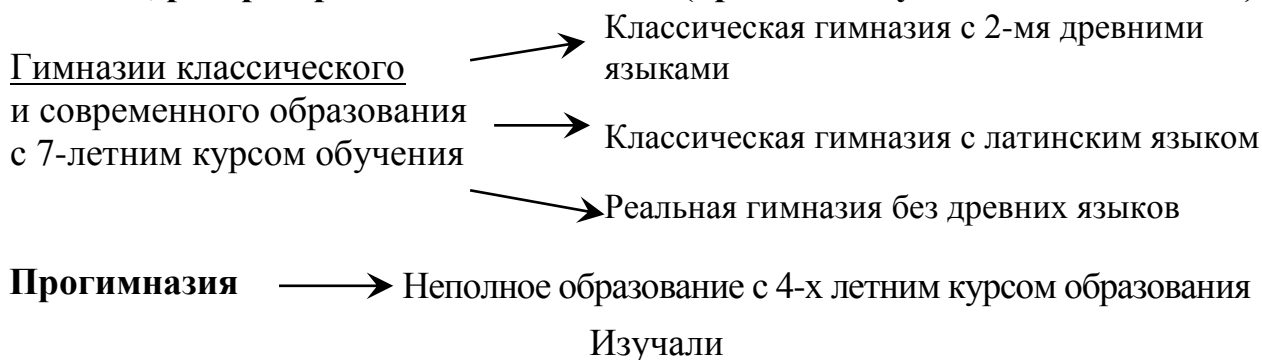 Классическая гимназия с 2-мя древними
языками
Гимназии классического
и современного образования
с 7-летним курсом обучения
Классическая гимназия с латинским языком
Реальная гимназия без древних языков
Прогимназия
Неполное образование с 4-х летним курсом образования
Изучали